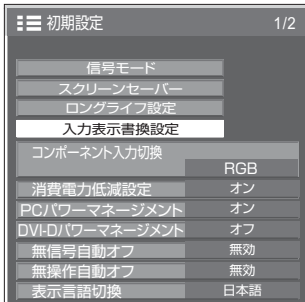 初期設定 1/2
信号モード
スクリーンセーバー
ロングライフ設定
入力表示書換設定
コンポーネント入力切換
RGB
消費電力低減設定 オン
PCパワーマネージメント オン
DVI-Dパワーマネージメント オフ
無信号自動オフ 無効
無操作自動オフ 無効
表示言語切換 日本語